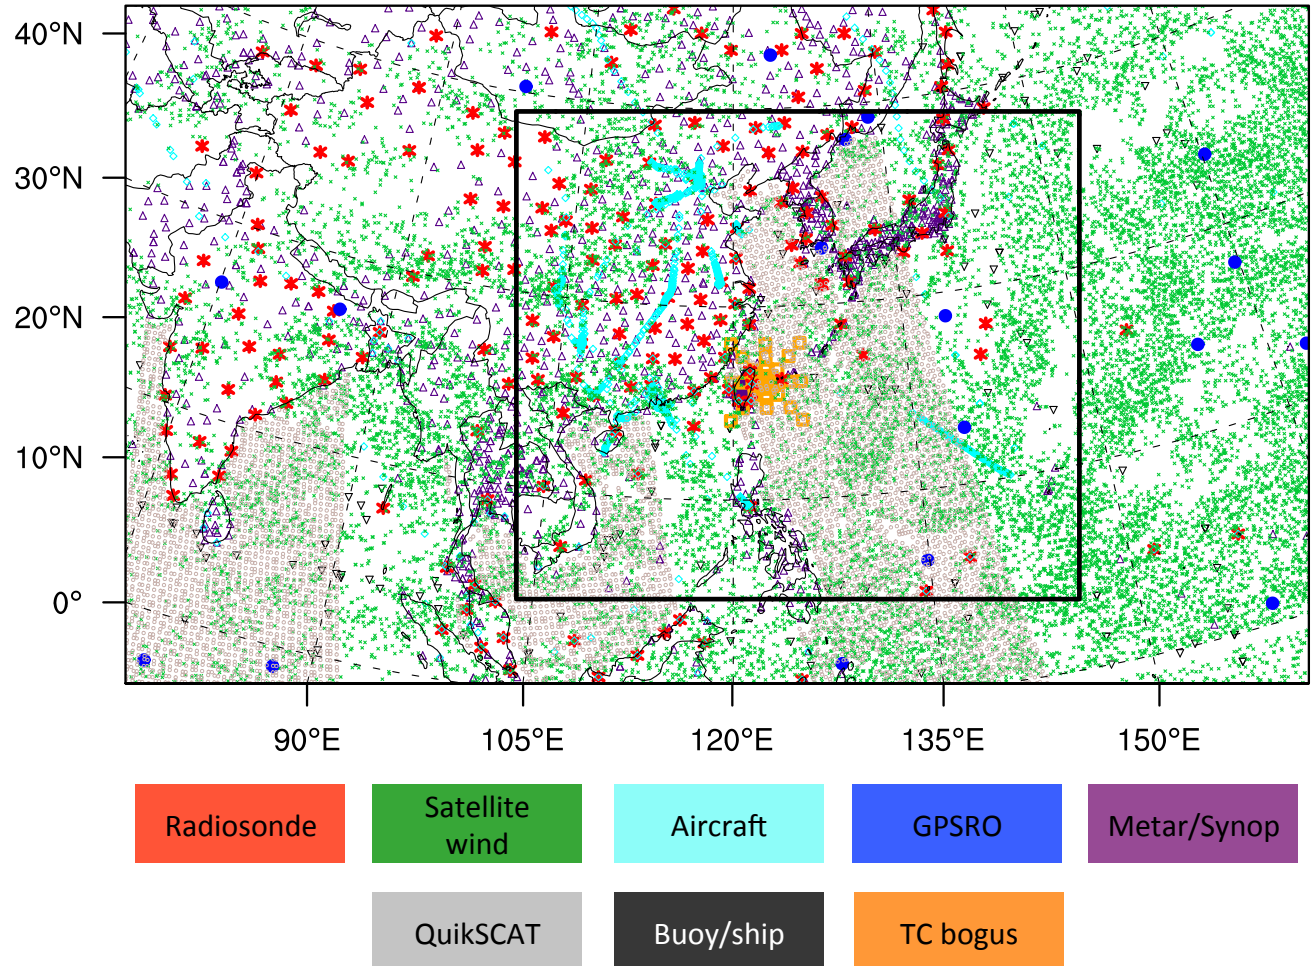 40°N
30°N
20°N
10°N
0°
90°E
105°E
120°E
135°E
150°E
Radiosonde
Satellite
wind
Aircraft
GPSRO
Metar/Synop
QuikSCAT
Buoy/ship
TC bogus